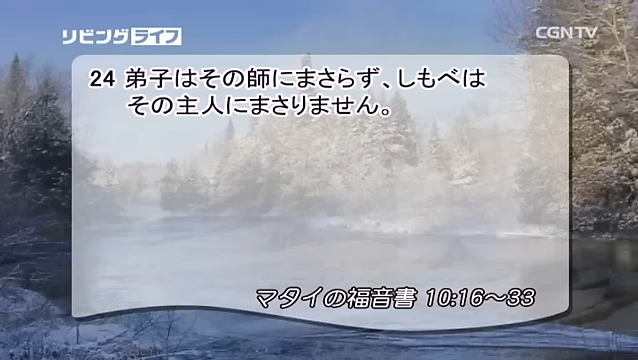 リビングライフ
CGNTV
24 弟子はその師にまさらず、しもべは
その主人にまさりません。
マタイの福音書 10:16〜33